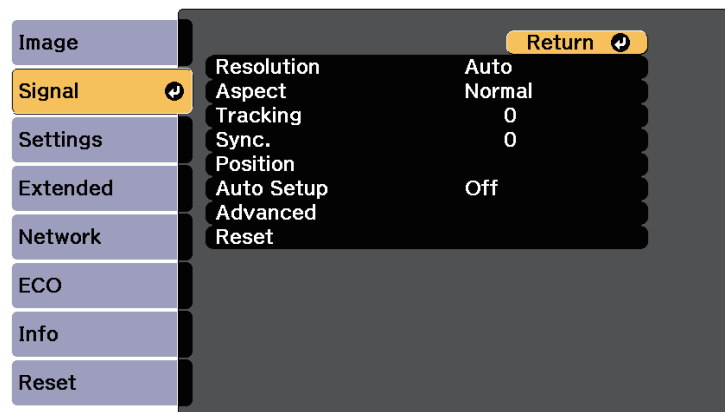 Image
Signal
Settings
Extended
Network
ECO
Info
Reset
Return
Resolution Auto
Aspect Normal
Tracking 0
Sync. 0
Position
Auto Setup Off
Advanced
Reset